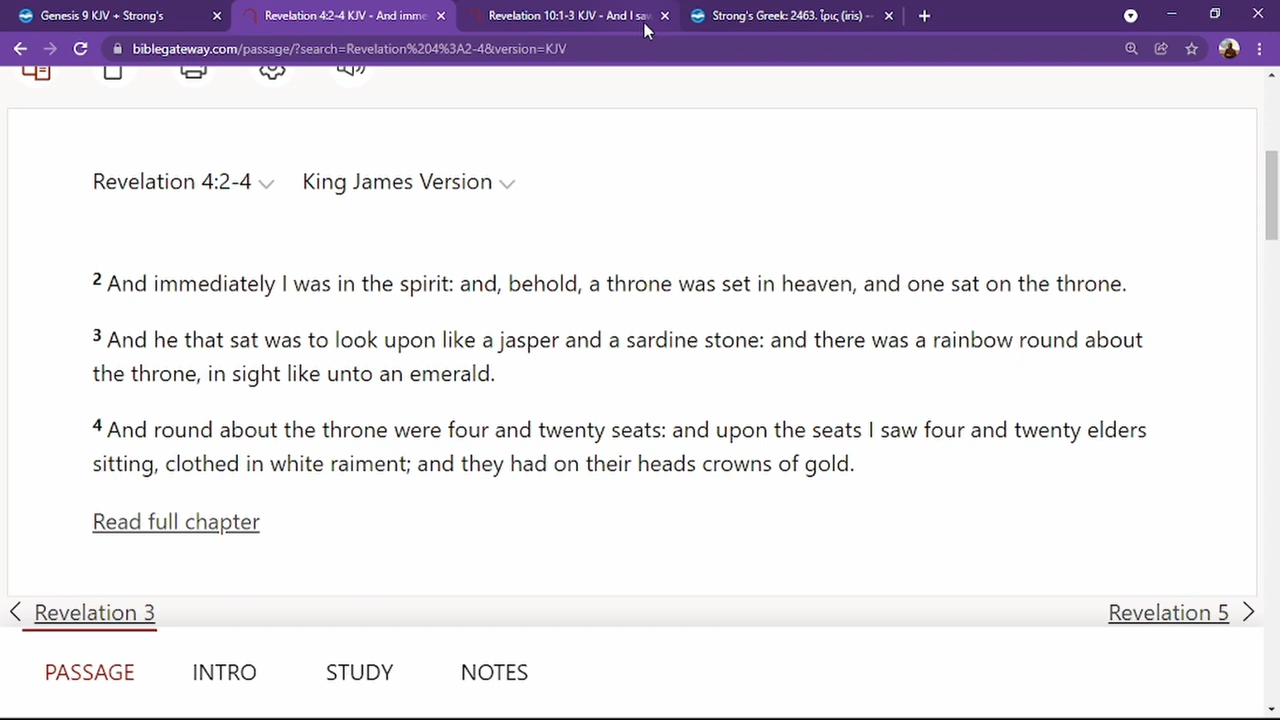 Genesis 9 KJV + Strong's
Revelation 4:2-4 KJV - And imme
Revelation 10:1-3 KJV - And I saw
Strong's Greek: 2463. ἶρις (iris) --
biblegateway.com/passage/?search=Revelation%204%3A2-4&version=KJV
Revelation 4:2-4 King James Version
2 And immediately I was in the spirit: and, behold, a throne was set in heaven, and one sat on the throne.
3 And he that sat was to look upon like a jasper and a sardine stone: and there was a rainbow round about
the throne, in sight like unto an emerald.
4 And round about the throne were four and twenty seats: and upon the seats I saw four and twenty elders
sitting, clothed in white raiment; and they had on their heads crowns of gold.
Read full chapter
Revelation 3
Revelation 5
PASSAGE INTRO STUDY NOTES